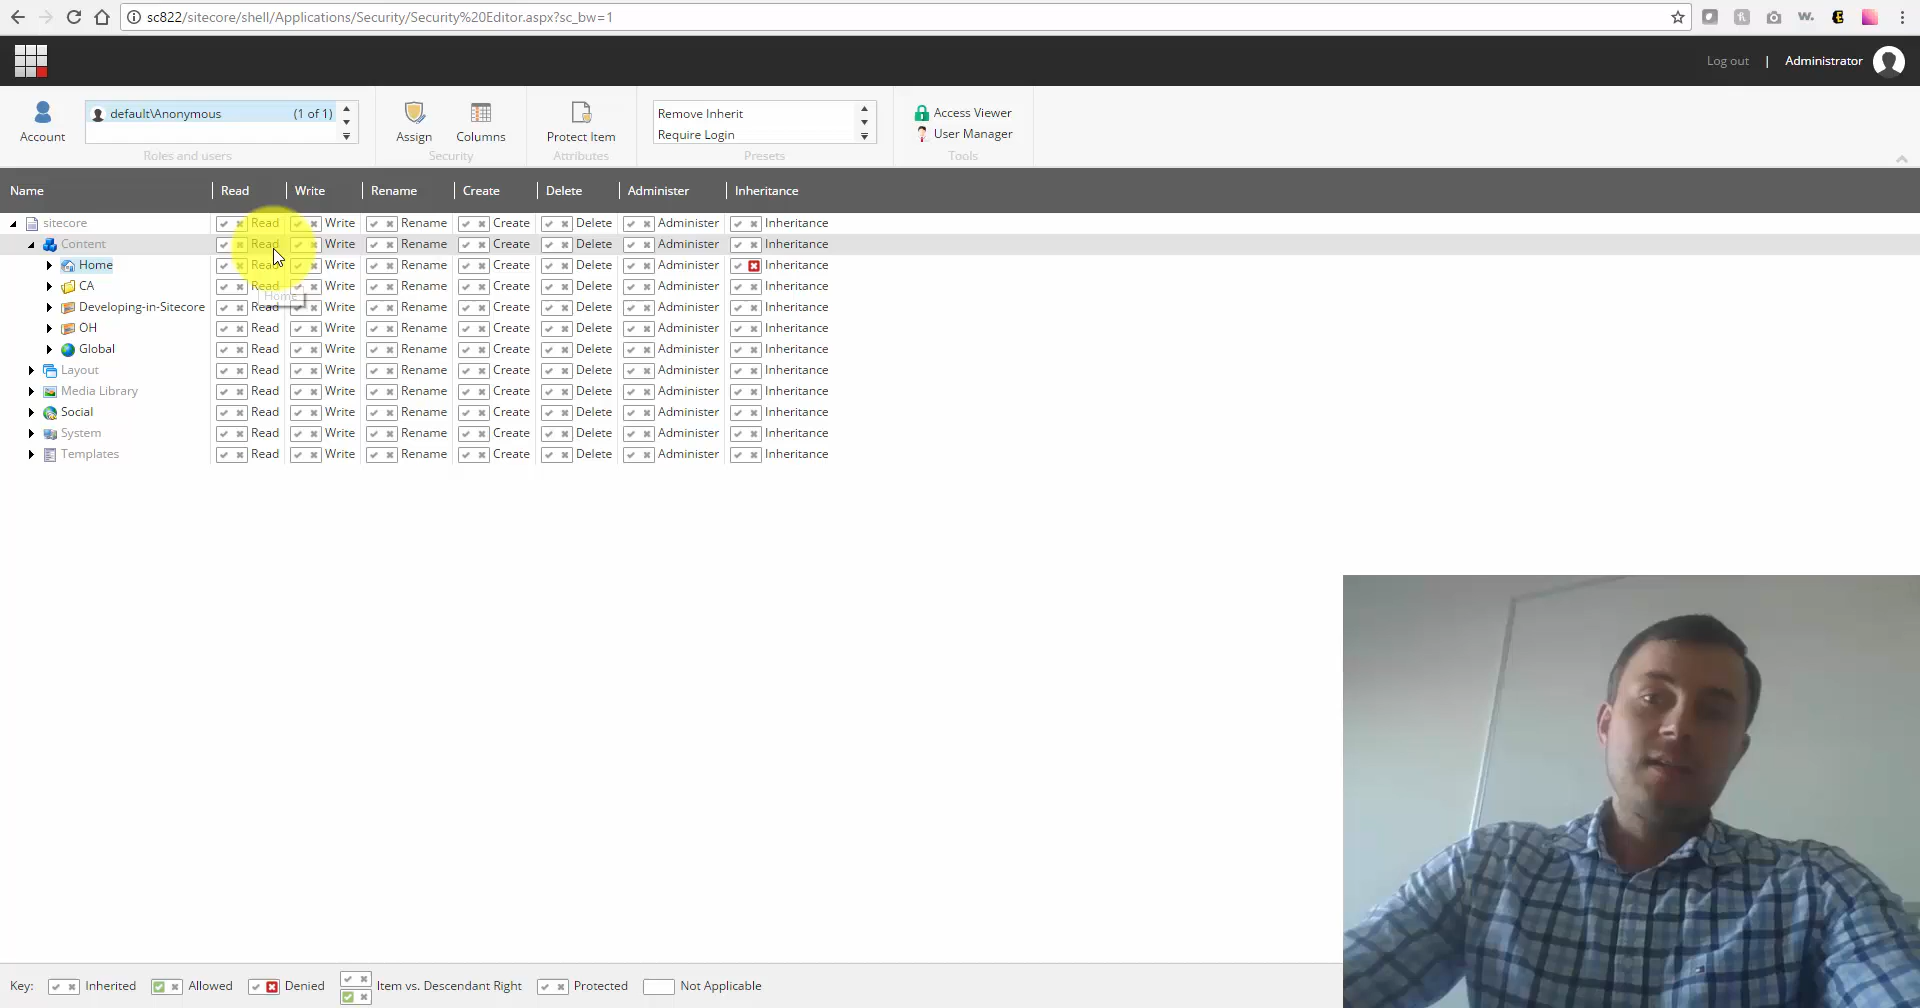 sc822/sitecore/shell/Applications/Security/Security%20Editor.aspx?sc_bw=1
Log out | Administrator
Account
default\Anonymous (1 of 1)
Roles and users
Assign Columns
Security
Protect Item
Attributes
Remove Inherit
Require Login
Presets
Access Viewer
User Manager
Tools
Name Read Write Rename Create Delete Administer Inheritance
sitecore Read Write Rename Create Delete Administer Inheritance
Content Read Write Rename Create Delete Administer Inheritance
Home Read Write Rename Create Delete Administer Inheritance
CA Read Write Rename Create Delete Administer Inheritance
Home
Developing-in-Sitecore Read Write Rename Create Delete Administer Inheritance
OH Read Write Rename Create Delete Administer Inheritance
Global Read Write Rename Create Delete Administer Inheritance
Layout Read Write Rename Create Delete Administer Inheritance
Media Library Read Write Rename Create Delete Administer Inheritance
Social Read Write Rename Create Delete Administer Inheritance
System Read Write Rename Create Delete Administer Inheritance
Templates Read Write Rename Create Delete Administer Inheritance
Key: Inherited Allowed Denied Item vs. Descendant Right Protected Not Applicable